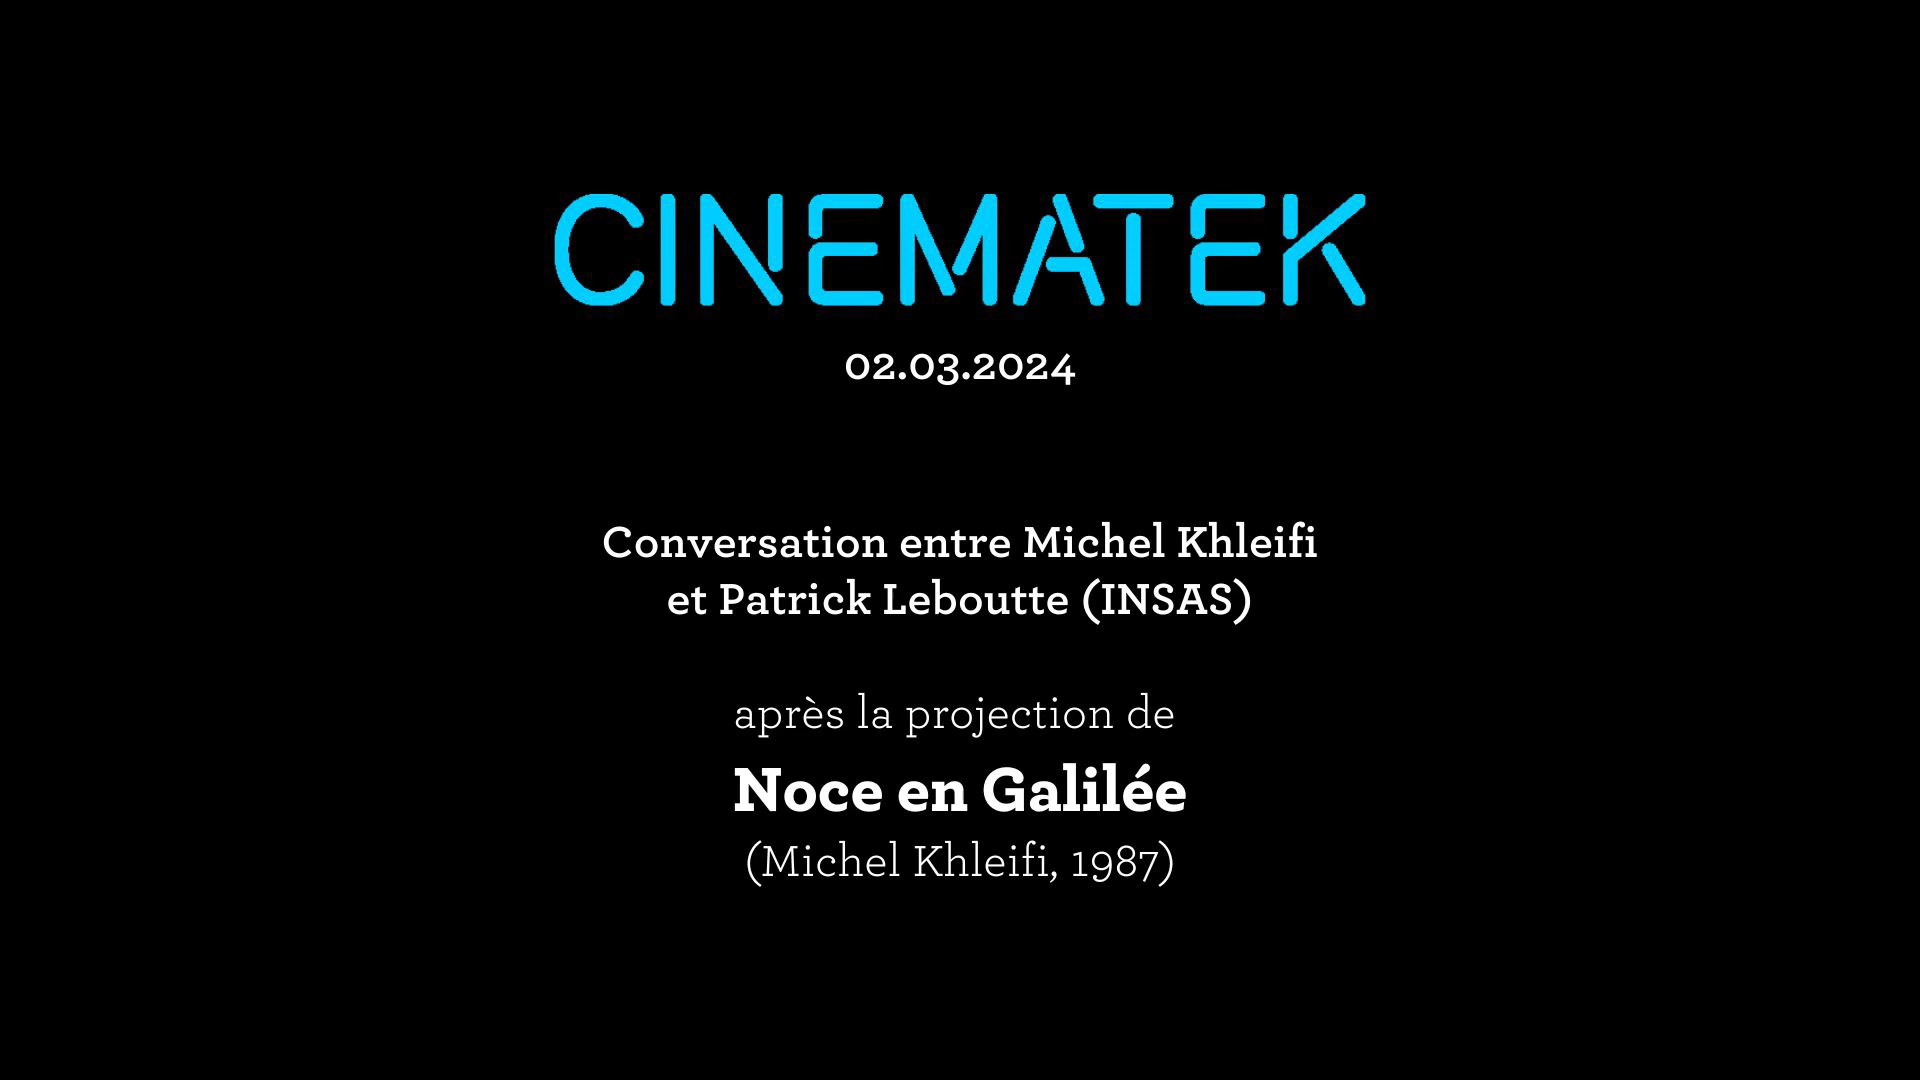 CINEMATEK
02.03.2024
Conversation entre Michel Khleifi
et Patrick Leboutte (INSAS)
après la projection de
Noce en Galilée
(Michel Khleifi, 1987)